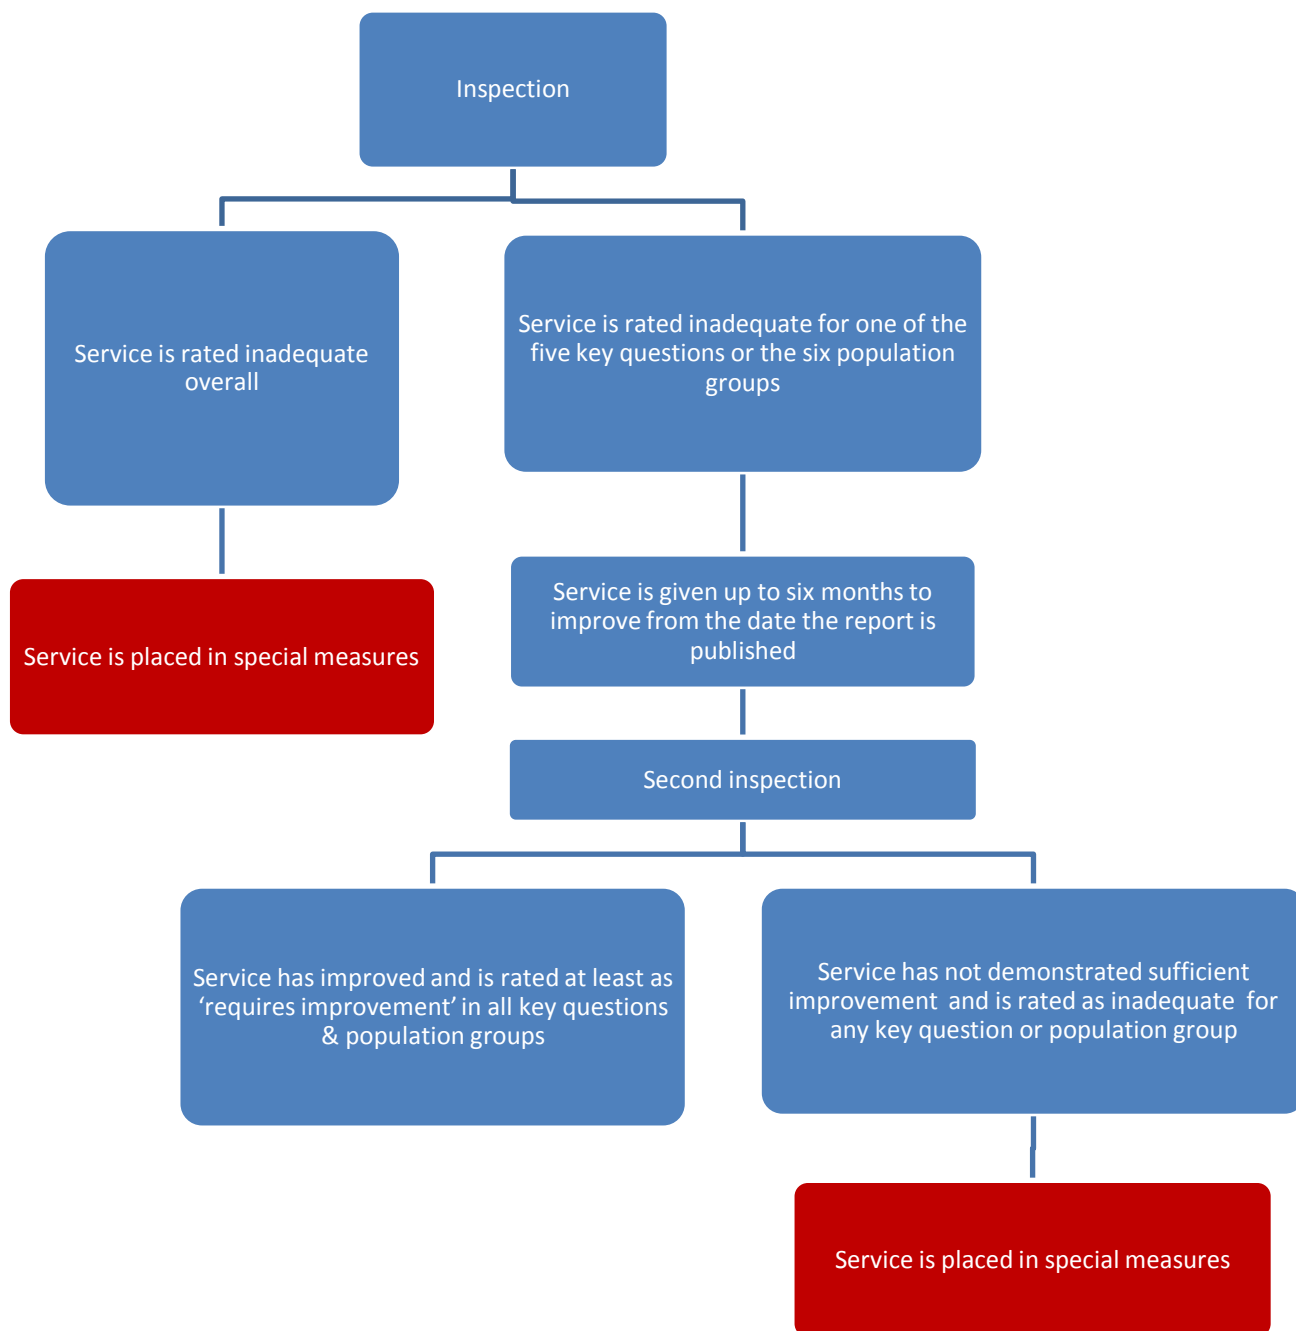 Inspection
Service is rated inadequate
overall
Service is rated inadequate for one of the
five key questions or the six population
groups
Service is placed in special measures
Service is given up to six months to
improve from the date the report is
published
Second inspection
Service has improved and is rated at least as
‘requires improvement’ in all key questions
& population groups
Service has not demonstrated sufficient
improvement  and is rated as inadequate  for
any key question or population group
Service is placed in special measures